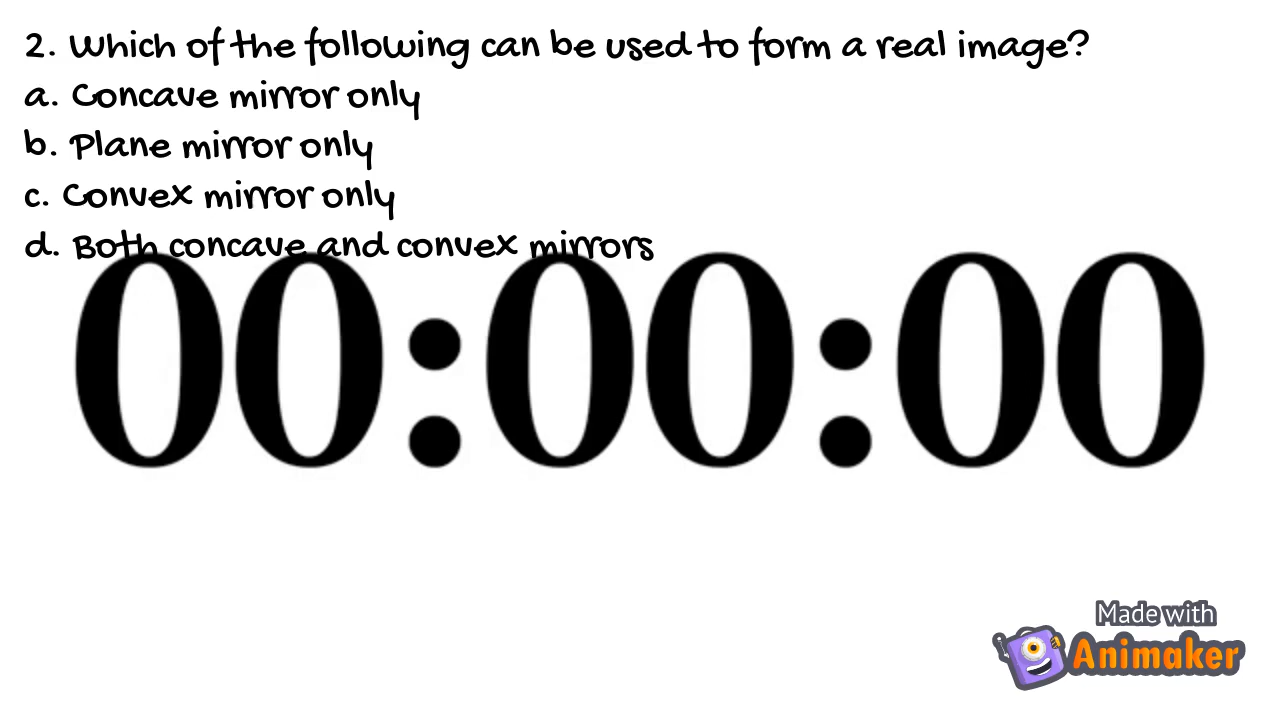 2. Which of the following can be used to form a real image?
a. Concave mirror only
b. Plane mirror only
c. Convex mirror only
d. Both concave and convex mirrors
00:00:00
Made with
Animaker